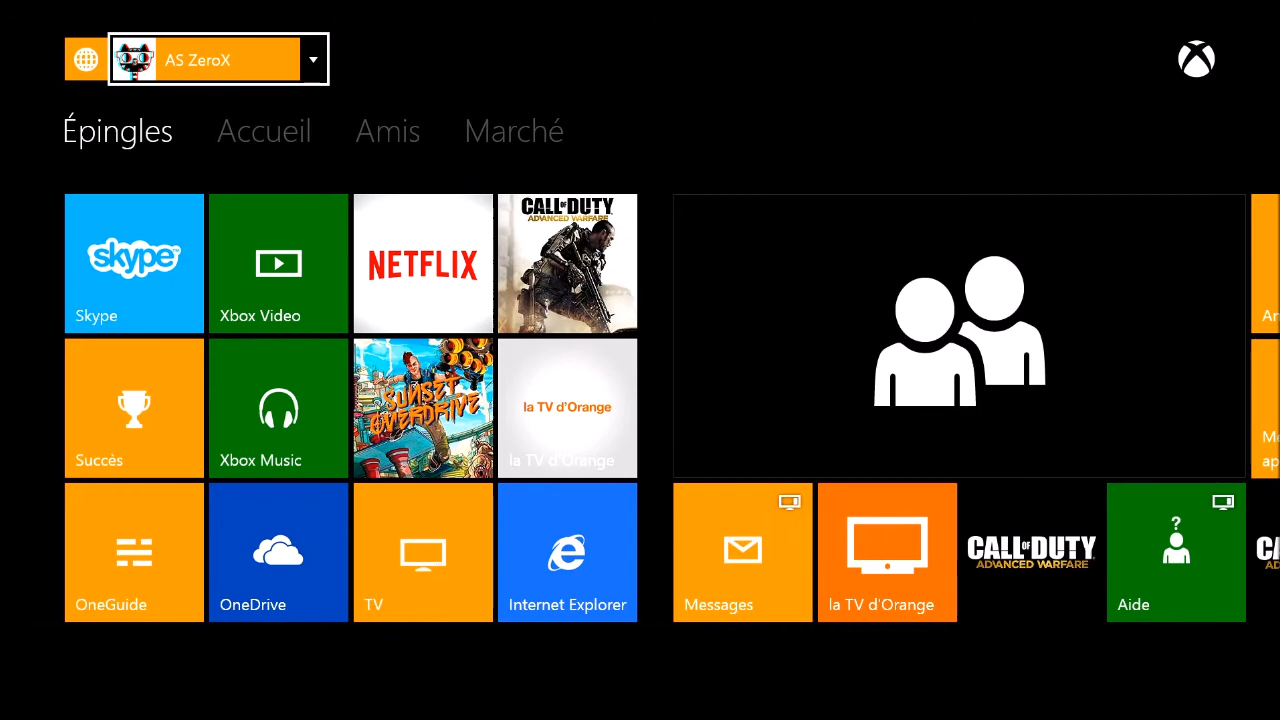 AS ZeroX
Épingles Accueil Amis Marché
skype
Skype
Xbox Video
NETFLIX
CALL OF DUTY
ADVANCED WARFARE
Succès
Xbox Music
SUNSET
OVERDRIVE
la TV d'Orange
la TV d'Orange
OneGuide
OneDrive
TV
Internet Explorer
Messages
la TV d'Orange
CALL OF DUTY
ADVANCED WARFARE
?
Aide